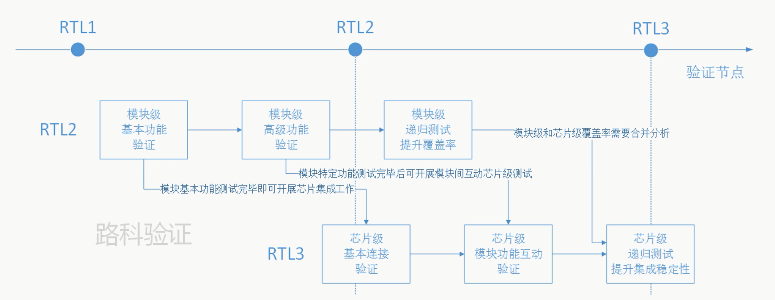 RTL1
RTL2
RTL3
验证节点
RTL2
模块级
基本功能
验证
模块级
高级功能
验证
模块级
递归测试
提升覆盖率
模块级和芯片级覆盖率需要合并分析
模块特定功能测试完毕后可开展模块间互动芯片级测试
模块基本功能测试完毕即可开展芯片集成工作
路科验证
RTL3
芯片级
基本连接
验证
芯片级
模块功能互动
验证
芯片级
递归测试
提升集成稳定性